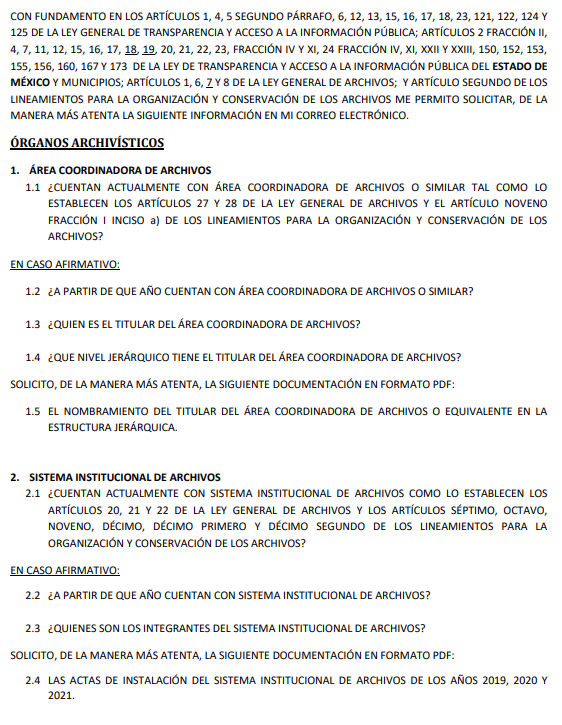 CON FUNDAMENTO EN LOS ARTÍCULOS 1, 4, 5 SEGUNDO PÁRRAFO, 6, 12, 13, 15, 16, 17, 18, 23, 121, 122, 124 Y
125 DE LA LEY GENERAL DE TRANSPARENCIA Y ACCESO A LA INFORMACIÓN PÚBLICA; ARTÍCULOS 2 FRACCIÓN II,
4, 7, 11, 12, 15, 16, 17, 18, 19, 20, 21, 22, 23, FRACCIÓN IV Y XI, 24 FRACCIÓN IV, XI, XXII Y XXIII, 150, 152, 153,
155, 156, 160, 167 Y 173 DE LA LEY DE TRANSPARENCIA Y ACCESO A LA INFORMACIÓN PÚBLICA DEL ESTADO DE
MÉXICO Y MUNICIPIOS; ARTÍCULOS 1, 6, 7 Y 8 DE LA LEY GENERAL DE ARCHIVOS; Y ARTÍCULO SEGUNDO DE LOS
LINEAMIENTOS PARA LA ORGANIZACIÓN Y CONSERVACIÓN DE LOS ARCHIVOS ME PERMITO SOLICITAR, DE LA
MANERA MÁS ATENTA LA SIGUIENTE INFORMACIÓN EN MI CORREO ELECTRÓNICO.
ÓRGANOS ARCHIVÍSTICOS
1. ÁREA COORDINADORA DE ARCHIVOS
1.1 ¿CUENTAN ACTUALMENTE CON ÁREA COORDINADORA DE ARCHIVOS O SIMILAR TAL COMO LO
ESTABLECEN LOS ARTÍCULOS 27 Y 28 DE LA LEY GENERAL DE ARCHIVOS Y EL ARTÍCULO NOVENO
FRACCIÓN I INCISO a) DE LOS LINEAMIENTOS PARA LA ORGANIZACIÓN Y CONSERVACIÓN DE LOS
ARCHIVOS?
EN CASO AFIRMATIVO:
1.2 ¿A PARTIR DE QUE AÑO CUENTAN CON ÁREA COORDINADORA DE ARCHIVOS O SIMILAR?
1.3 ¿QUIEN ES EL TITULAR DEL ÁREA COORDINADORA DE ARCHIVOS?
1.4 ¿QUE NIVEL JERÁRQUICO TIENE EL TITULAR DEL ÁREA COORDINADORA DE ARCHIVOS?
SOLICITO, DE LA MANERA MÁS ATENTA, LA SIGUIENTE DOCUMENTACIÓN EN FORMATO PDF:
1.5 EL NOMBRAMIENTO DEL TITULAR DEL ÁREA COORDINADORA DE ARCHIVOS O EQUIVALENTE EN LA
ESTRUCTURA JERÁRQUICA.
2. SISTEMA INSTITUCIONAL DE ARCHIVOS
2.1 ¿CUENTAN ACTUALMENTE CON SISTEMA INSTITUCIONAL DE ARCHIVOS COMO LO ESTABLECEN LOS
ARTÍCULOS 20, 21 Y 22 DE LA LEY GENERAL DE ARCHIVOS Y LOS ARTÍCULOS SÉPTIMO, OCTAVO,
NOVENO, DÉCIMO, DÉCIMO PRIMERO Y DÉCIMO SEGUNDO DE LOS LINEAMIENTOS PARA LA
ORGANIZACIÓN Y CONSERVACIÓN DE LOS ARCHIVOS?
EN CASO AFIRMATIVO:
2.2 ¿A PARTIR DE QUE AÑO CUENTAN CON SISTEMA INSTITUCIONAL DE ARCHIVOS?
2.3 ¿QUIENES SON LOS INTEGRANTES DEL SISTEMA INSTITUCIONAL DE ARCHIVOS?
SOLICITO, DE LA MANERA MÁS ATENTA, LA SIGUIENTE DOCUMENTACIÓN EN FORMATO PDF:
2.4 LAS ACTAS DE INSTALACIÓN DEL SISTEMA INSTITUCIONAL DE ARCHIVOS DE LOS AÑOS 2019, 2020 Y
2021.